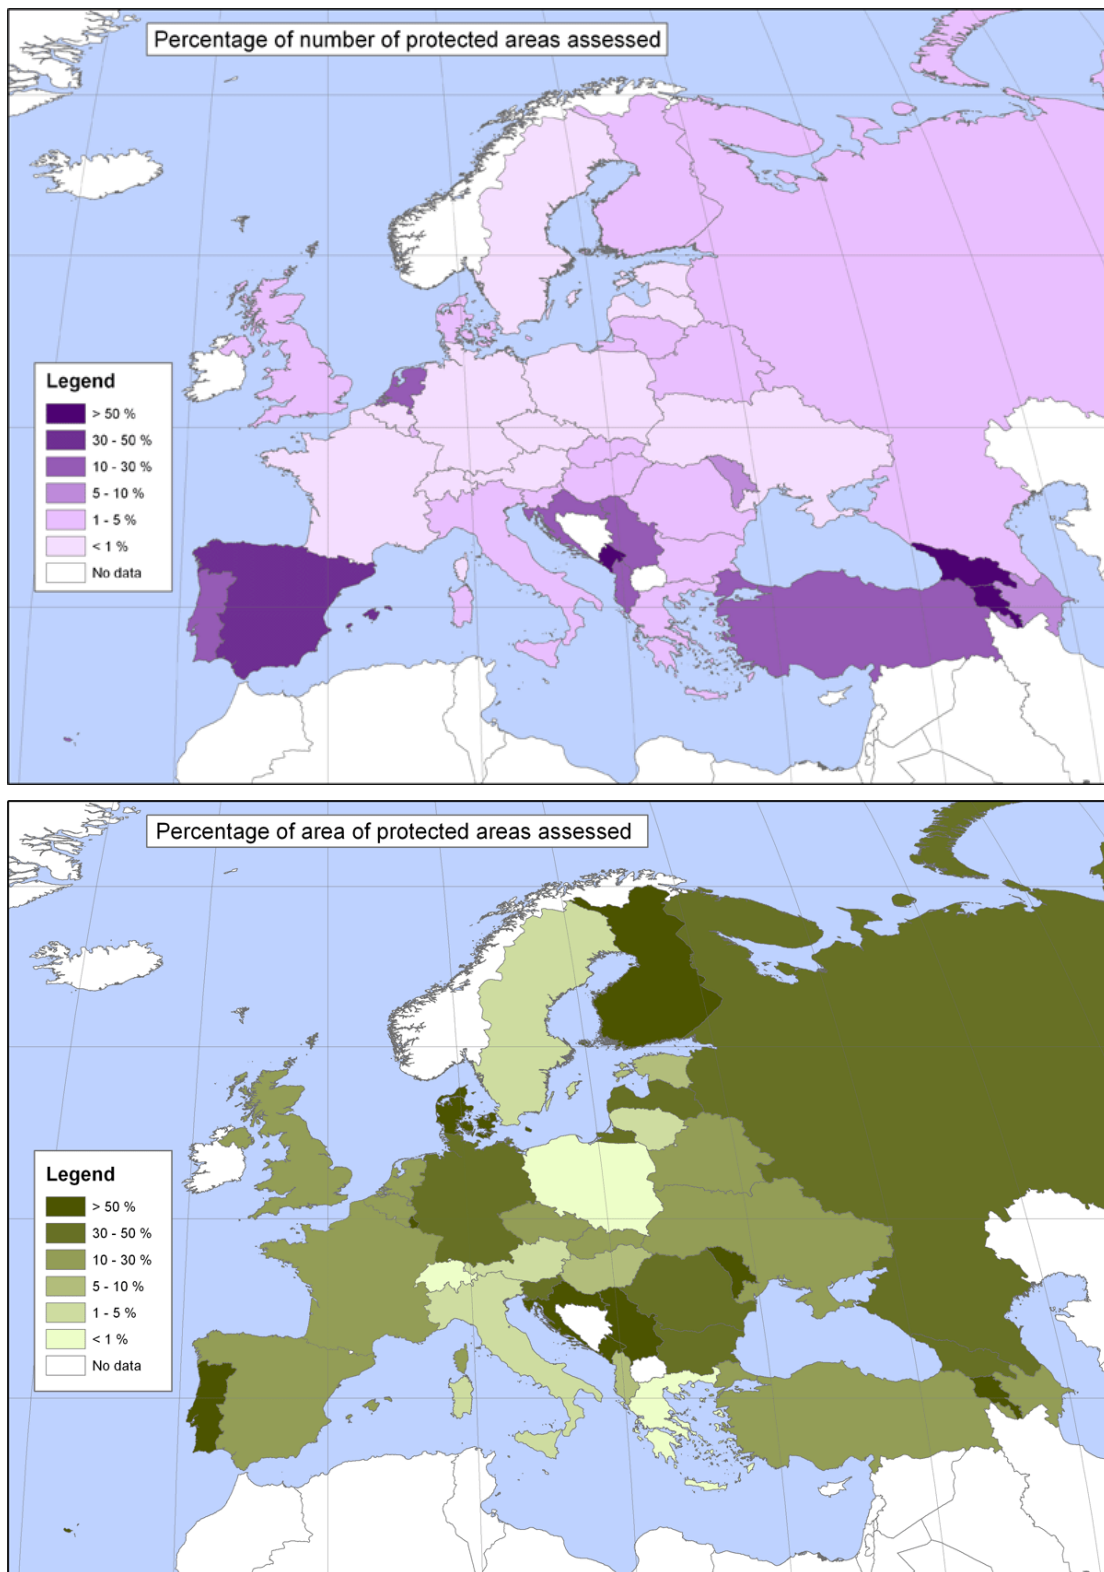 Percentage of number of protected areas assessed
Legend
> 50 %
30 - 50 %
10 - 30 %
5 - 10 %
1 - 5 %
< 1 %
No data
Percentage of area of protected areas assessed
Legend
> 50 %
30 - 50 %
10 - 30 %
5 - 10 %
1 - 5 %
< 1 %
No data